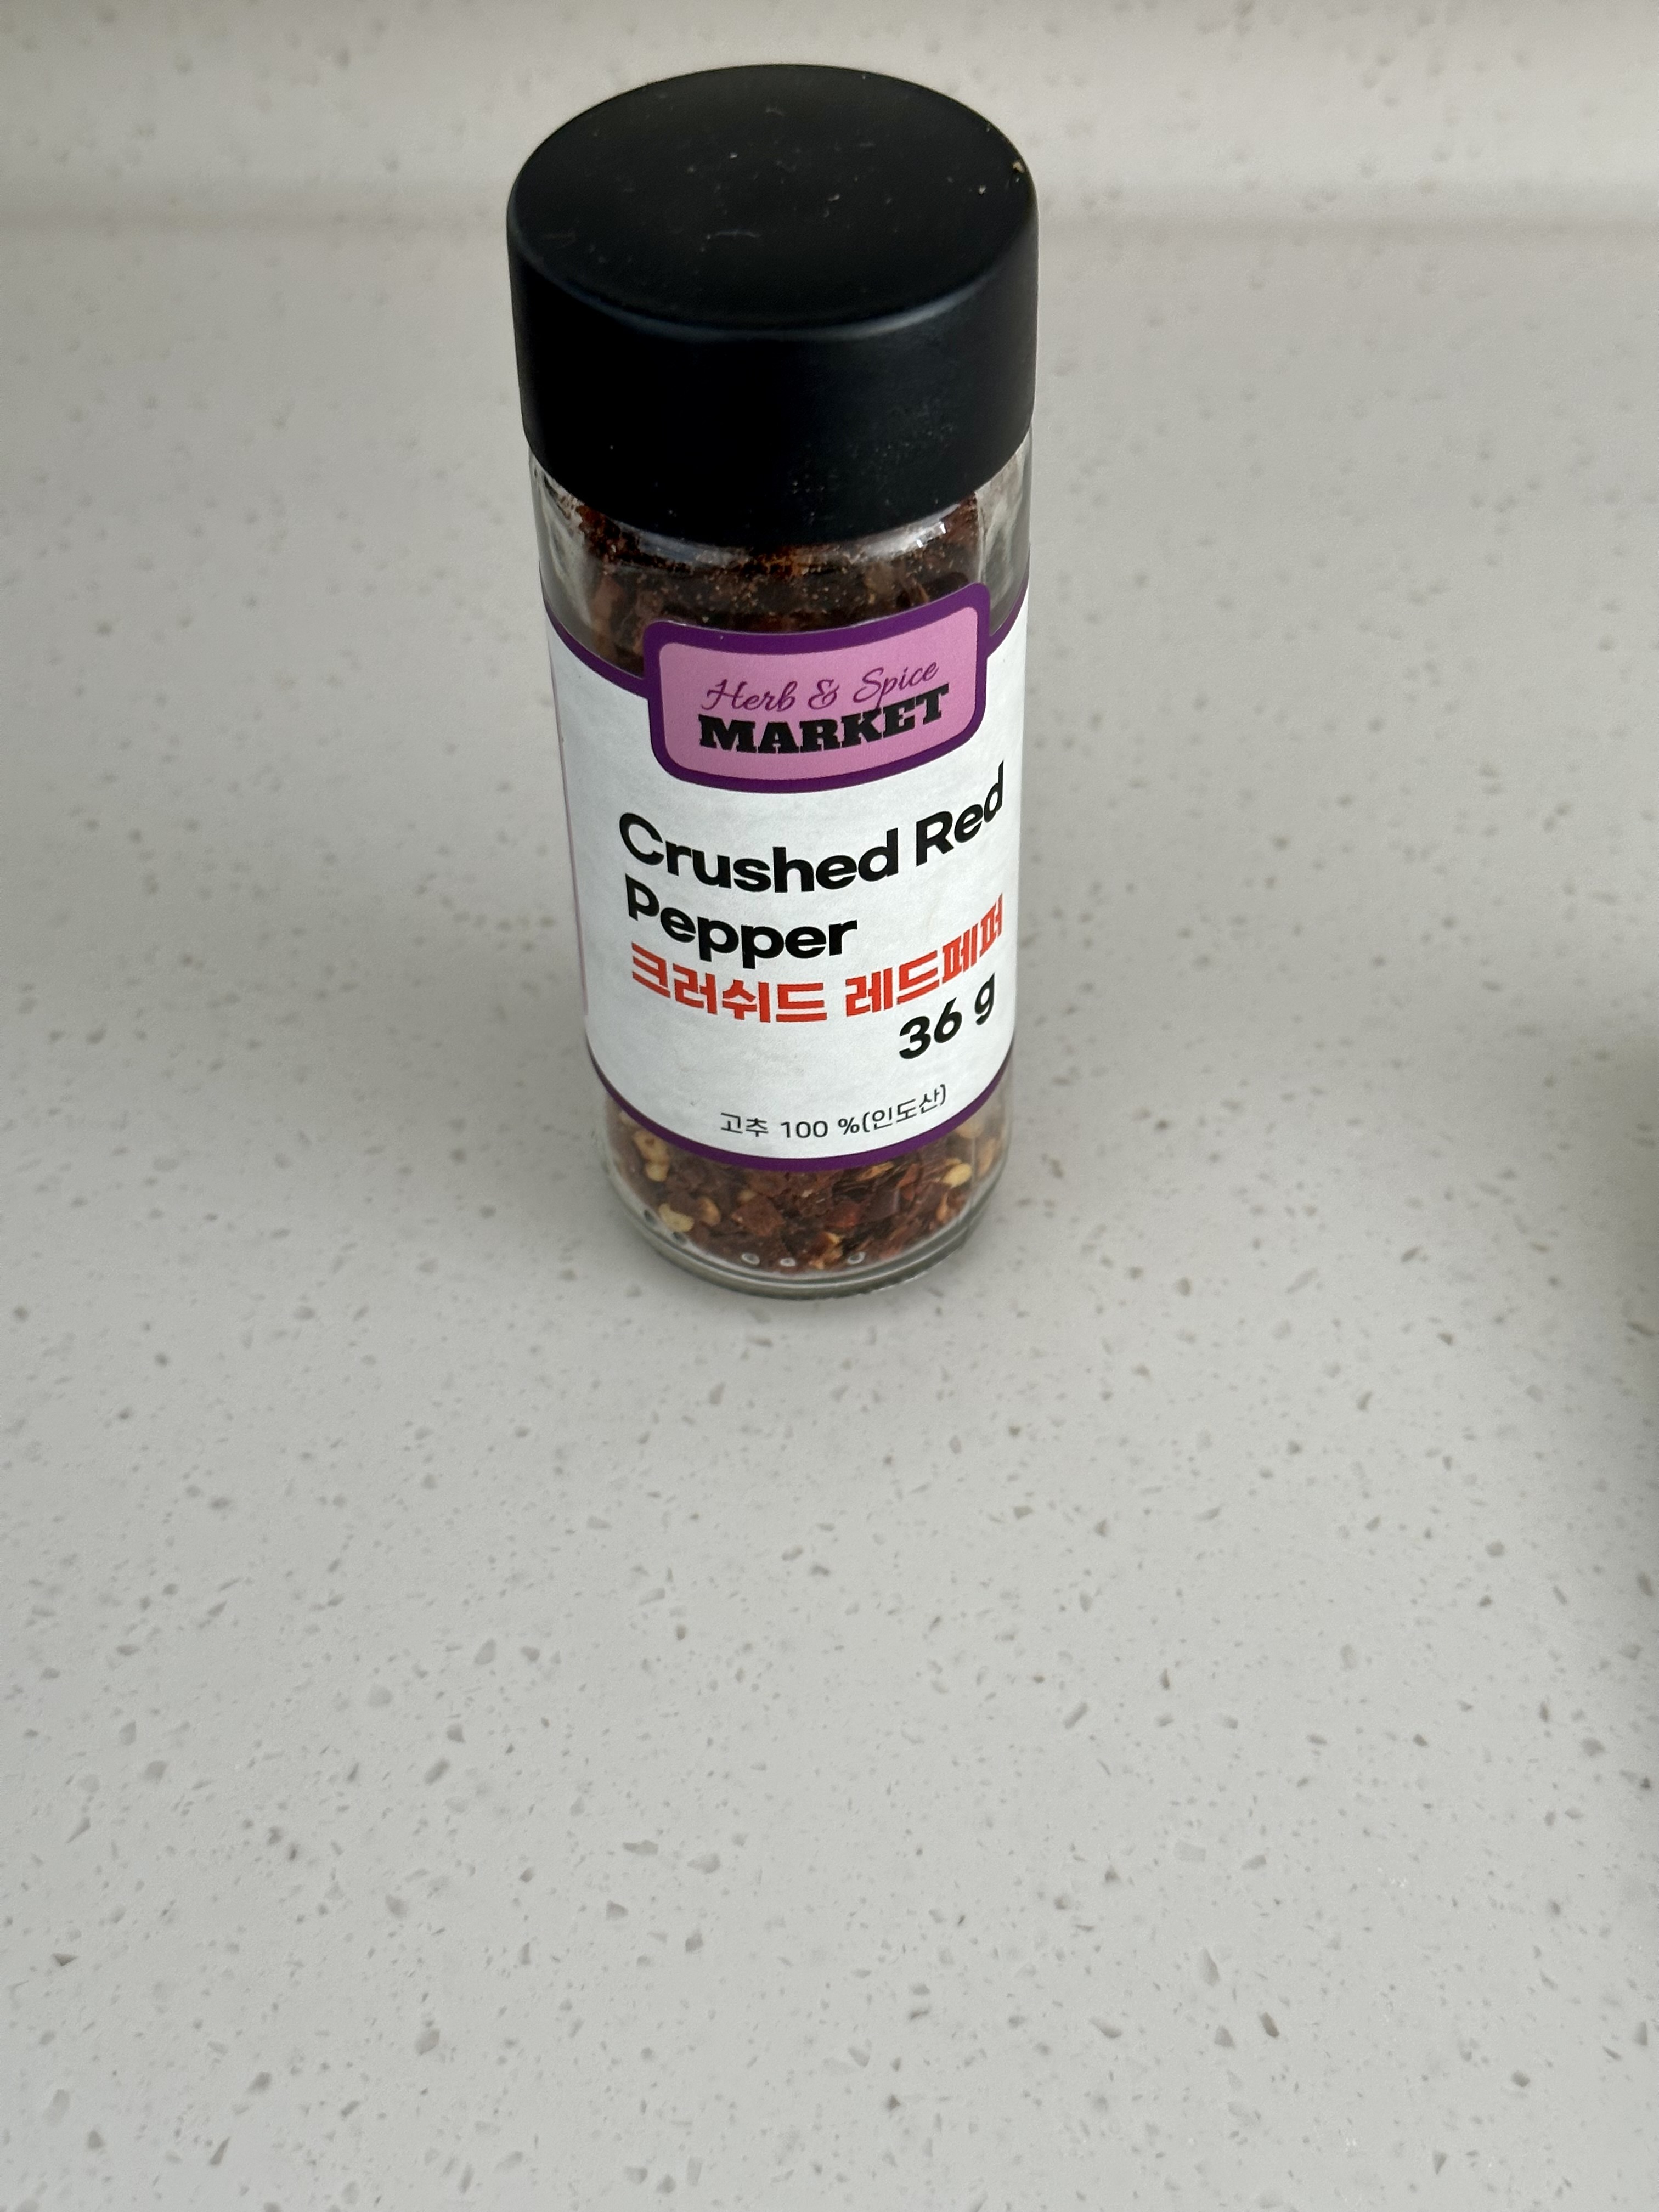 Herb & Spice
MARKET
Crushed Red
Pepper
크러쉬드 레드페퍼
36 g
고추 100 %(인도산)